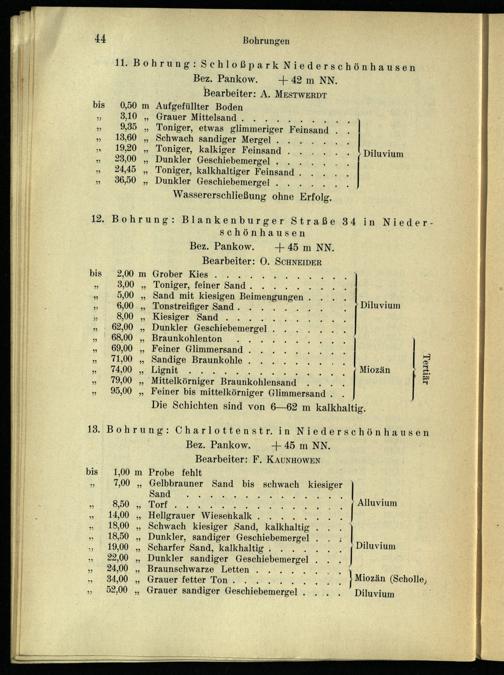 44
Bohrungen
11. Bohrung: Schloßpark Niederschönhausen
Bez. Pankow. + 42 m NN.
Bearbeiter: A. Mestwerdt
bis 0,50 m Aufgefüllter Boden
„ 3,10 „ Grauer Mittelsand . . . . . . . . . .
„ 9,35 „ Toniger, etwas glimmeriger Feinsand . .
„ 13,60 „ Schwach sandiger Mergel . . . . . . .
„ 19,20 „ Toniger, kalkiger Feinsand . . . . . .
„ 23,00 „ Dunkler Geschiebemergel . . . . . . . Diluvium
„ 24,45 „ Toniger, kalkhaltiger Feinsand . . . . .
„ 36,50 „ Dunkler Geschiebemergel . . . . . . .
Wassererschließung ohne Erfolg.
12. Bohrung: Blankenburger Straße 34 in Nieder-
schönhausen
Bez. Pankow. + 45 m NN.
Bearbeiter: O. Schneider
bis 2,00 m Grober Kies . . . . . . . . . . . .
„ 3,00 „ Toniger, feiner Sand . . . . . . . . .
„ 5,00 „ Sand mit kiesigen Beimengungen . . . .
„ 6,00 „ Tonstreifiger Sand . . . . . . . . . . Diluvium
„ 8,00 „ Kiesiger Sand . . . . . . . . . . .
„ 62,00 „ Dunkler Geschiebemergel . . . . . . .
„ 68,00 „ Braunkohlenton . . . . . . . . . .
„ 69,00 „ Feiner Glimmersand . . . . . . . . .
„ 71,00 „ Sandige Braunkohle . . . . . . . . .
„ 74,00 „ Lignit . . . . . . . . . . . . . . Miozän
„ 79,00 „ Mittelkörniger Braunkohlensand . . . .
„ 95,00 „ Feiner bis mittelkörniger Glimmersand . .
Tertiär
Die Schichten sind von 6—62 m kalkhaltig.
13. Bohrung: Charlottenstr. in Niederschönhausen
Bez. Pankow. + 45 m NN.
Bearbeiter: F. Kaunhowen
bis 1,00 m Probe fehlt
„ 7,00 „ Gelbbrauner Sand bis schwach kiesiger
Sand . . . . . . . . . . . . .
„ 8,50 „ Torf . . . . . . . . . . . . . . Alluvium
„ 14,00 „ Hellgrauer Wiesenkalk . . . . . . . .
„ 18,00 „ Schwach kiesiger Sand, kalkhaltig . . .
„ 18,50 „ Dunkler, sandiger Geschiebemergel . . .
„ 19,00 „ Scharfer Sand, kalkhaltig . . . . . . . Diluvium
„ 22,00 „ Dunkler sandiger Geschiebemergel . . .
„ 24,00 „ Braunschwarze Letten . . . . . . . .
„ 34,00 „ Grauer fetter Ton . . . . . . . . . . Miozän (Scholle)
„ 52,00 „ Grauer sandiger Geschiebemergel . . . . Diluvium